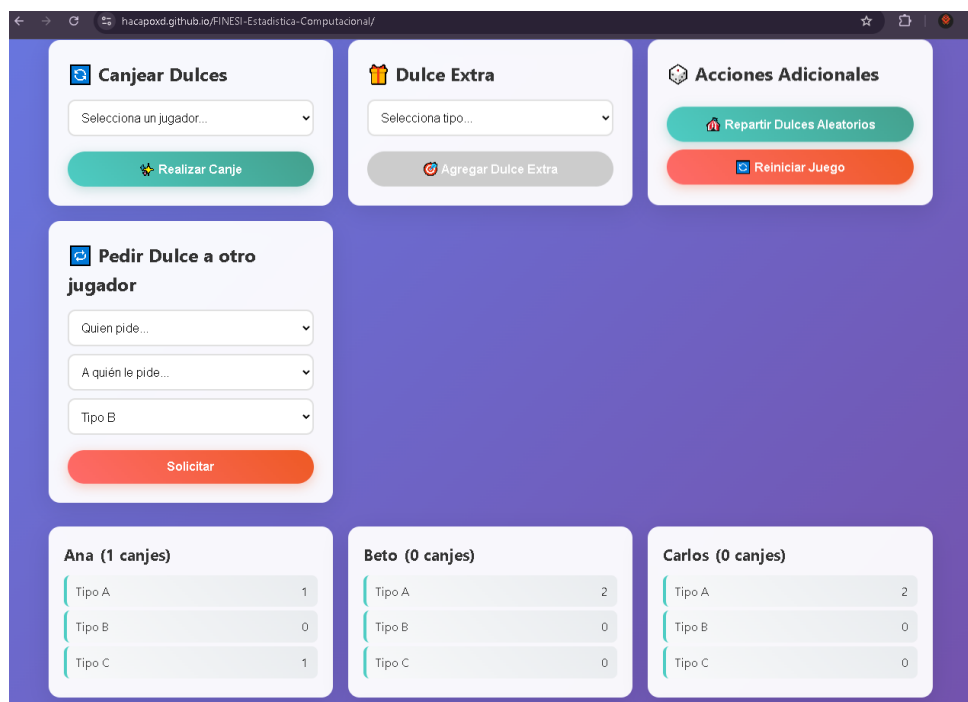 hacapoxd.github.io/FINESI-Estadistica-Computacional/
Canjear Dulces
Selecciona un jugador...
Realizar Canje
Dulce Extra
Selecciona tipo...
Agregar Dulce Extra
Acciones Adicionales
Repartir Dulces Aleatorios
Reiniciar Juego
Pedir Dulce a otro
jugador
Quien pide...
A quién le pide...
Tipo B
Solicitar
Ana (1 canjes)
Tipo A 1
Tipo B 0
Tipo C 1
Beto (0 canjes)
Tipo A 2
Tipo B 0
Tipo C 0
Carlos (0 canjes)
Tipo A 2
Tipo B 0
Tipo C 0